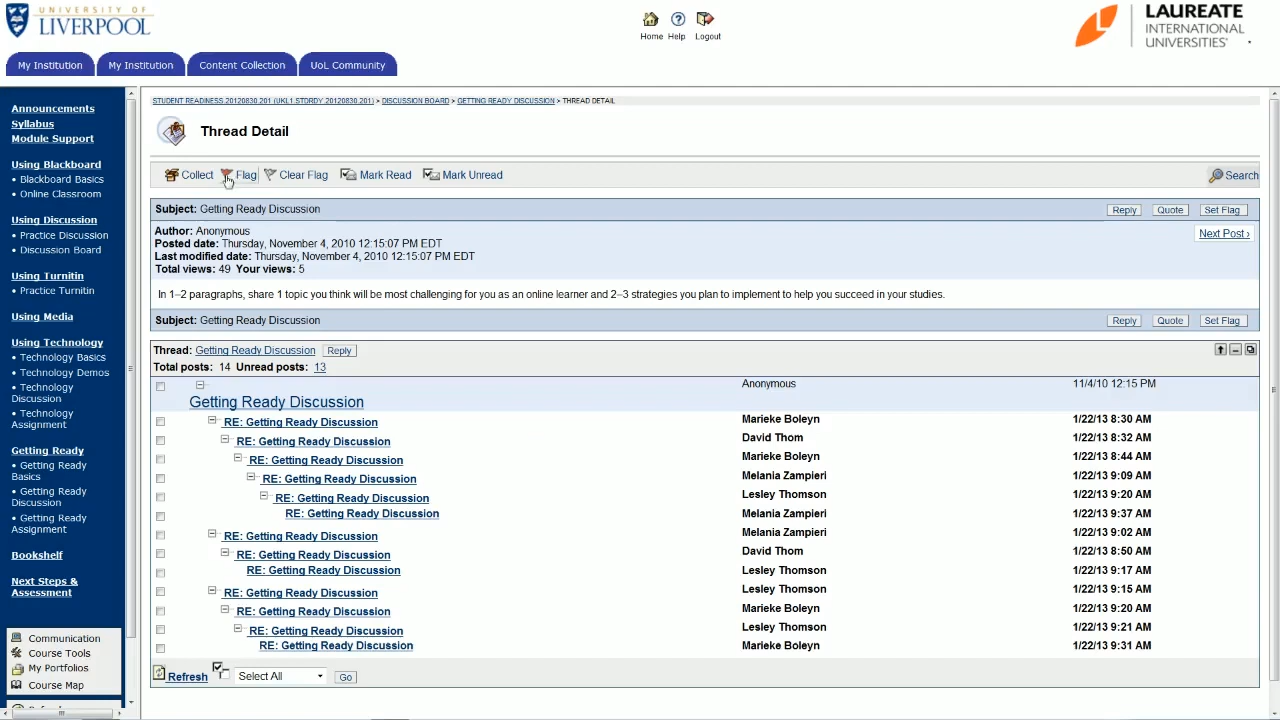 UNIVERSITY OF
LIVERPOOL
Home Help Logout
LAUREATE
INTERNATIONAL
UNIVERSITIES
My Institution My Institution Content Collection UoL Community
Announcements
Syllabus
Module Support
Using Blackboard
• Blackboard Basics
• Online Classroom
Using Discussion
• Practice Discussion
• Discussion Board
Using Turnitin
• Practice Turnitin
Using Media
Using Technology
• Technology Basics
• Technology Demos
• Technology
Discussion
• Technology
Assignment
Getting Ready
• Getting Ready
Basics
• Getting Ready
Discussion
• Getting Ready
Assignment
Bookshelf
Next Steps &
Assessment
Communication
Course Tools
My Portfolios
Course Map
STUDENT READINESS.20120830.201 (UKL1.STDRDY.20120830.201) > DISCUSSION BOARD > GETTING READY DISCUSSION > THREAD DETAIL
Thread Detail
Collect Flag Clear Flag Mark Read Mark Unread Search
Subject: Getting Ready Discussion Reply Quote Set Flag
Author: Anonymous
Posted date: Thursday, November 4, 2010 12:15:07 PM EDT
Last modified date: Thursday, November 4, 2010 12:15:07 PM EDT
Total views: 49 Your views: 5
Next Post ›
In 1–2 paragraphs, share 1 topic you think will be most challenging for you as an online learner and 2–3 strategies you plan to implement to help you succeed in your studies.
Subject: Getting Ready Discussion Reply Quote Set Flag
Thread: Getting Ready Discussion Reply
Total posts: 14 Unread posts: 13
Anonymous 11/4/10 12:15 PM
Getting Ready Discussion
RE: Getting Ready Discussion Marieke Boleyn 1/22/13 8:30 AM
RE: Getting Ready Discussion David Thom 1/22/13 8:32 AM
RE: Getting Ready Discussion Marieke Boleyn 1/22/13 8:44 AM
RE: Getting Ready Discussion Melania Zampieri 1/22/13 9:09 AM
RE: Getting Ready Discussion Lesley Thomson 1/22/13 9:20 AM
RE: Getting Ready Discussion Melania Zampieri 1/22/13 9:37 AM
RE: Getting Ready Discussion Melania Zampieri 1/22/13 9:02 AM
RE: Getting Ready Discussion David Thom 1/22/13 8:50 AM
RE: Getting Ready Discussion Lesley Thomson 1/22/13 9:17 AM
RE: Getting Ready Discussion Lesley Thomson 1/22/13 9:15 AM
RE: Getting Ready Discussion Marieke Boleyn 1/22/13 9:20 AM
RE: Getting Ready Discussion Lesley Thomson 1/22/13 9:21 AM
RE: Getting Ready Discussion Marieke Boleyn 1/22/13 9:31 AM
Refresh Select All Go